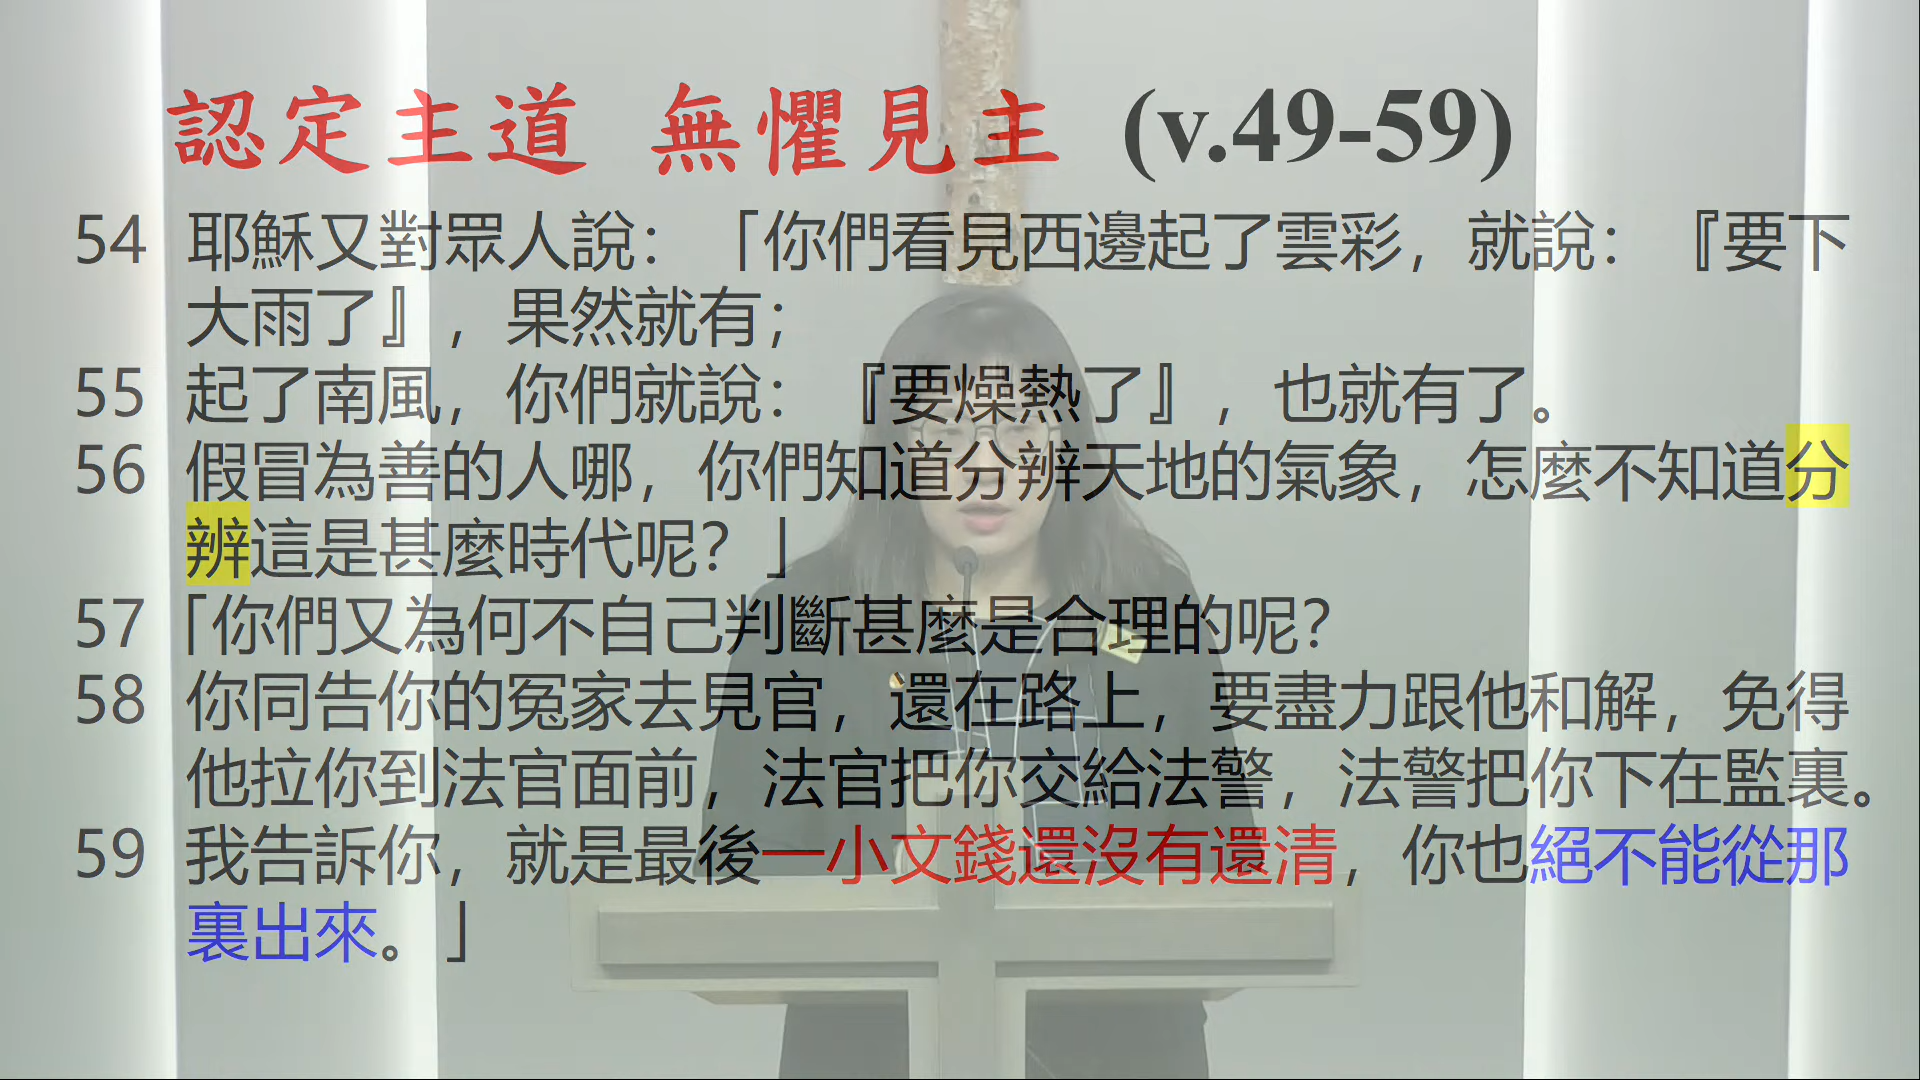 認定主道 無懼見主 (v.49-59)
54 耶穌又對眾人說：「你們看見西邊起了雲彩，就說：『要下
大雨了』，果然就有；
55 起了南風，你們就說：『要燥熱了』，也就有了。
56 假冒為善的人哪，你們知道分辨天地的氣象，怎麼不知道分
辨這是甚麼時代呢？」
57 「你們又為何不自己判斷甚麼是合理的呢？
58 你同告你的冤家去見官，還在路上，要盡力跟他和解，免得
他拉你到法官面前，法官把你交給法警，法警把你下在監裏。
59 我告訴你，就是最後一小文錢還沒有還清，你也絕不能從那
裏出來。」